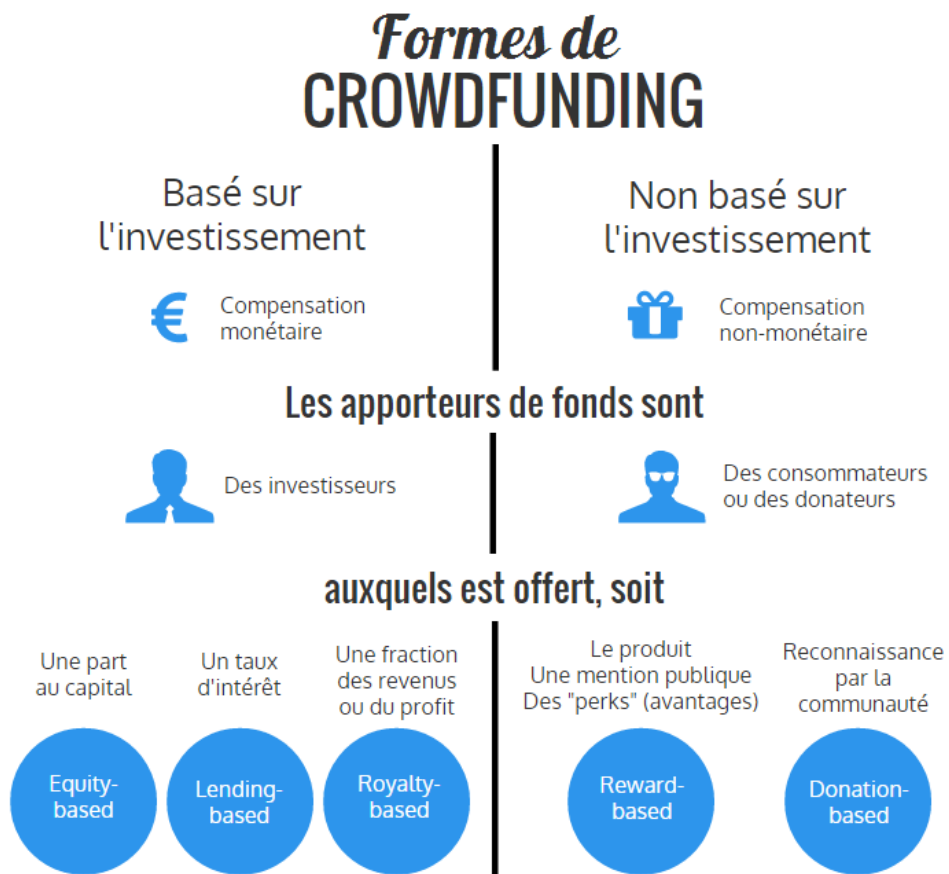 Formes de
CROWDFUNDING
Basé sur
l'investissement
Non basé sur
l'investissement
€
Compensation
monétaire
Compensation
non-monétaire
Les apporteurs de fonds sont
Des investisseurs
Des consommateurs
ou des donateurs
auxquels est offert, soit
Une part
au capital
Un taux
d'intérêt
Une fraction
des revenus
ou du profit
Le produit
Une mention publique
Des "perks" (avantages)
Reconnaissance
par la
communauté
Equity-
based
Lending-
based
Royalty-
based
Reward-
based
Donation-
based